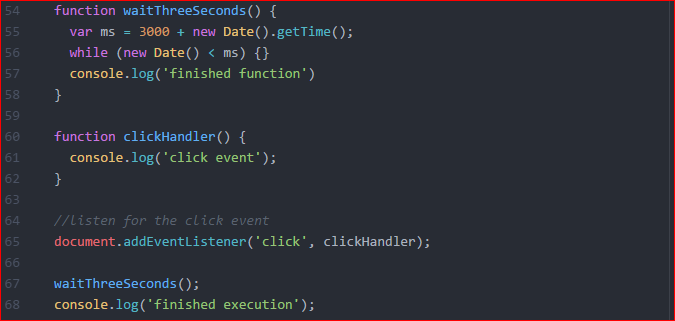 54 function waitThreeSeconds() {
55 var ms = 3000 + new Date().getTime();
56 while (new Date() < ms) {}
57 console.log('finished function')
58 }
59
60 function clickHandler() {
61 console.log('click event');
62 }
63
64 //listen for the click event
65 document.addEventListener('click', clickHandler);
66
67 waitThreeSeconds();
68 console.log('finished execution');